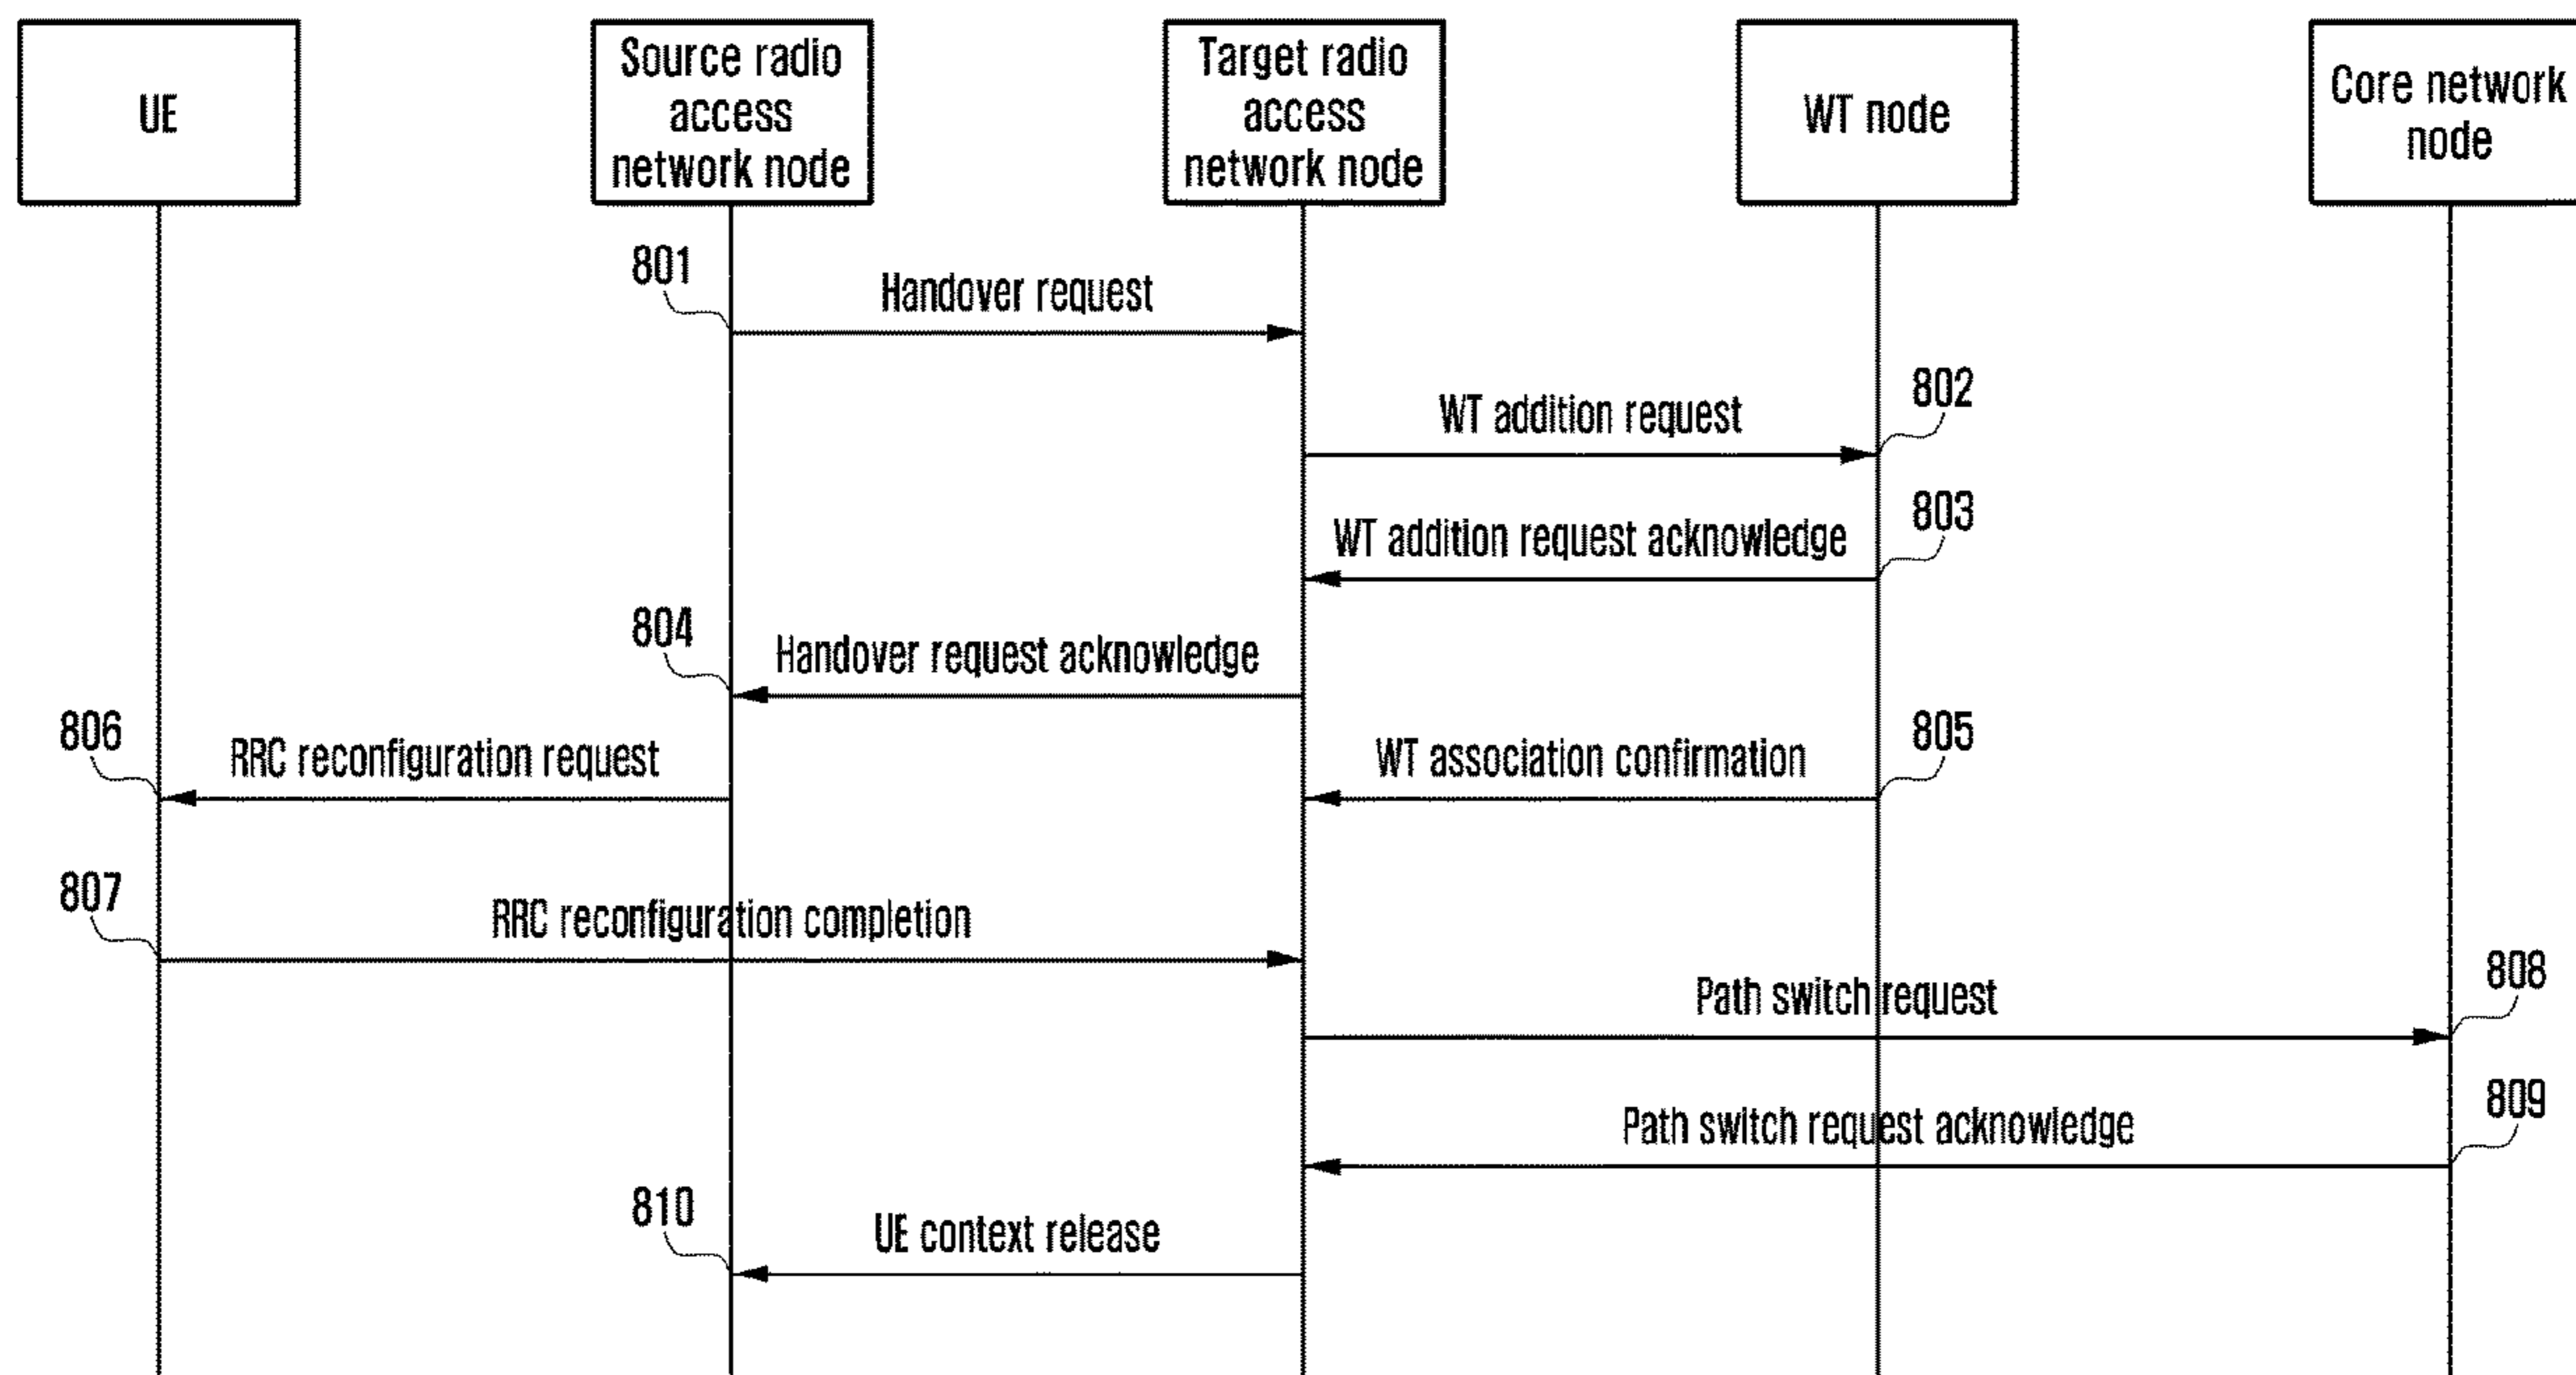 UE
Source radio
access
network node
Target radio
access
network node
WT node
Core network
node
801
Handover request
WT addition request
802
WT addition request acknowledge
803
804
Handover request acknowledge
806
RRC reconfiguration request
WT association confirmation
805
807
RRC reconfiguration completion
Path switch request
808
Path switch request acknowledge
809
810
UE context release